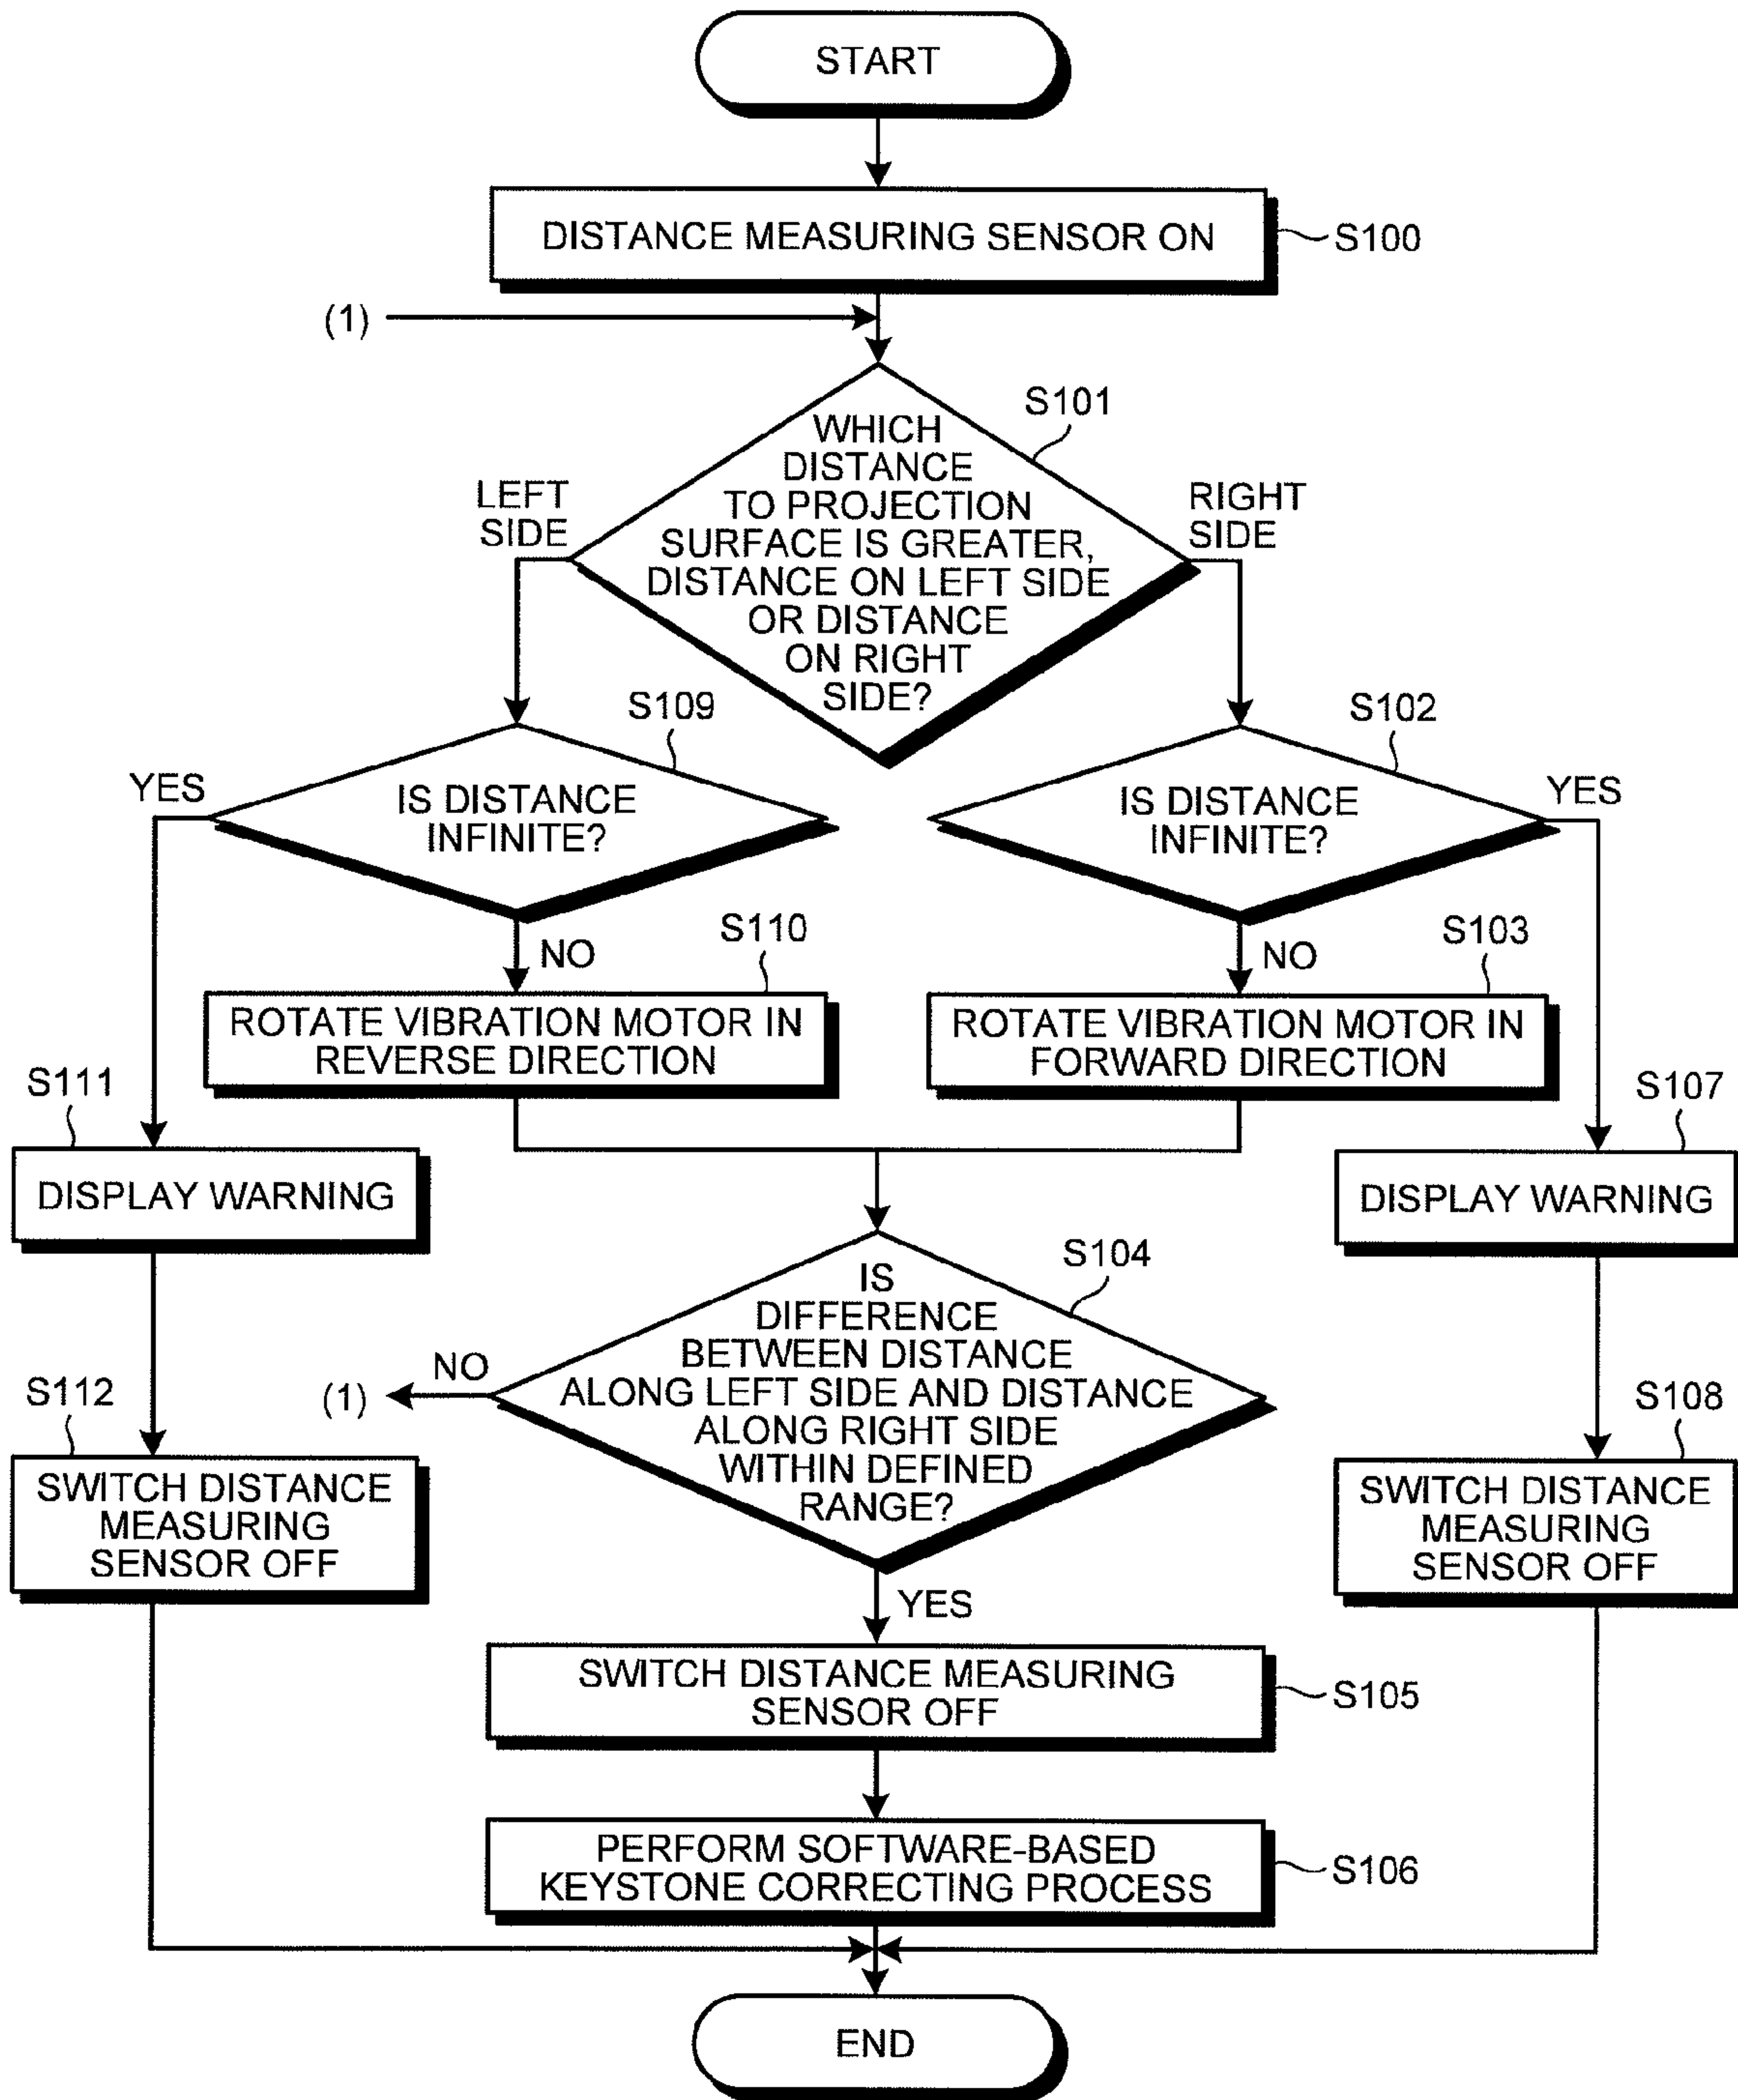 START
DISTANCE MEASURING SENSOR ON
S100
(1)
S101
WHICH
DISTANCE
TO PROJECTION
SURFACE IS GREATER,
DISTANCE ON LEFT SIDE
OR DISTANCE
ON RIGHT
SIDE?
LEFT
SIDE
RIGHT
SIDE
S109
IS DISTANCE
INFINITE?
YES
NO
S102
IS DISTANCE
INFINITE?
YES
NO
S110
ROTATE VIBRATION MOTOR IN
REVERSE DIRECTION
S103
ROTATE VIBRATION MOTOR IN
FORWARD DIRECTION
S111
DISPLAY WARNING
S107
DISPLAY WARNING
S104
IS
DIFFERENCE
BETWEEN DISTANCE
ALONG LEFT SIDE AND DISTANCE
ALONG RIGHT SIDE
WITHIN DEFINED
RANGE?
NO
(1)
YES
S112
SWITCH DISTANCE
MEASURING
SENSOR OFF
S108
SWITCH DISTANCE
MEASURING
SENSOR OFF
SWITCH DISTANCE MEASURING
SENSOR OFF
S105
PERFORM SOFTWARE-BASED
KEYSTONE CORRECTING PROCESS
S106
END